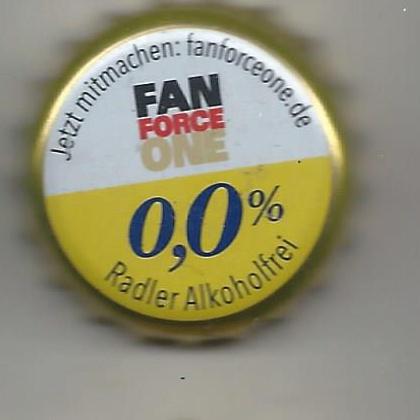 Jetzt mitmachen: fanforceone.de
FAN
FORCE
ONE
0,0%
Radler Alkoholfrei